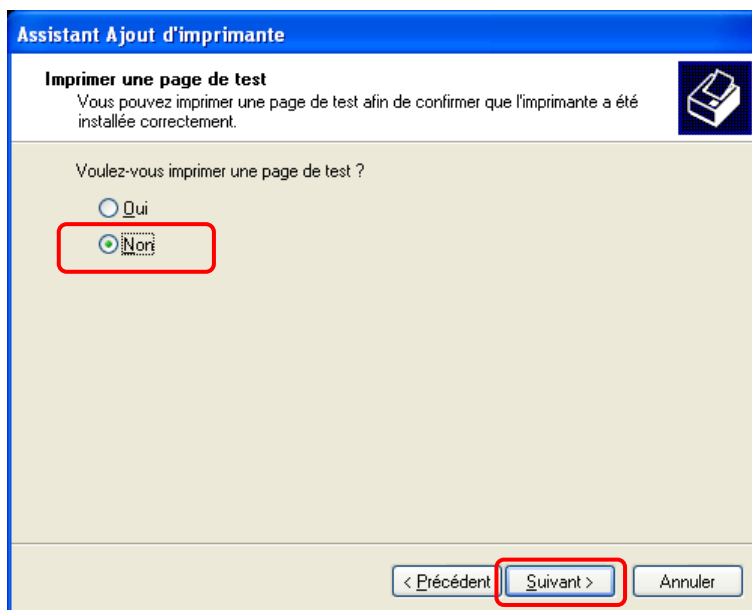 Assistant Ajout d'imprimante
Imprimer une page de test
Vous pouvez imprimer une page de test afin de confirmer que l'imprimante a été
installée correctement.
Voulez-vous imprimer une page de test ?
Oui
Non
< Précédent Suivant > Annuler